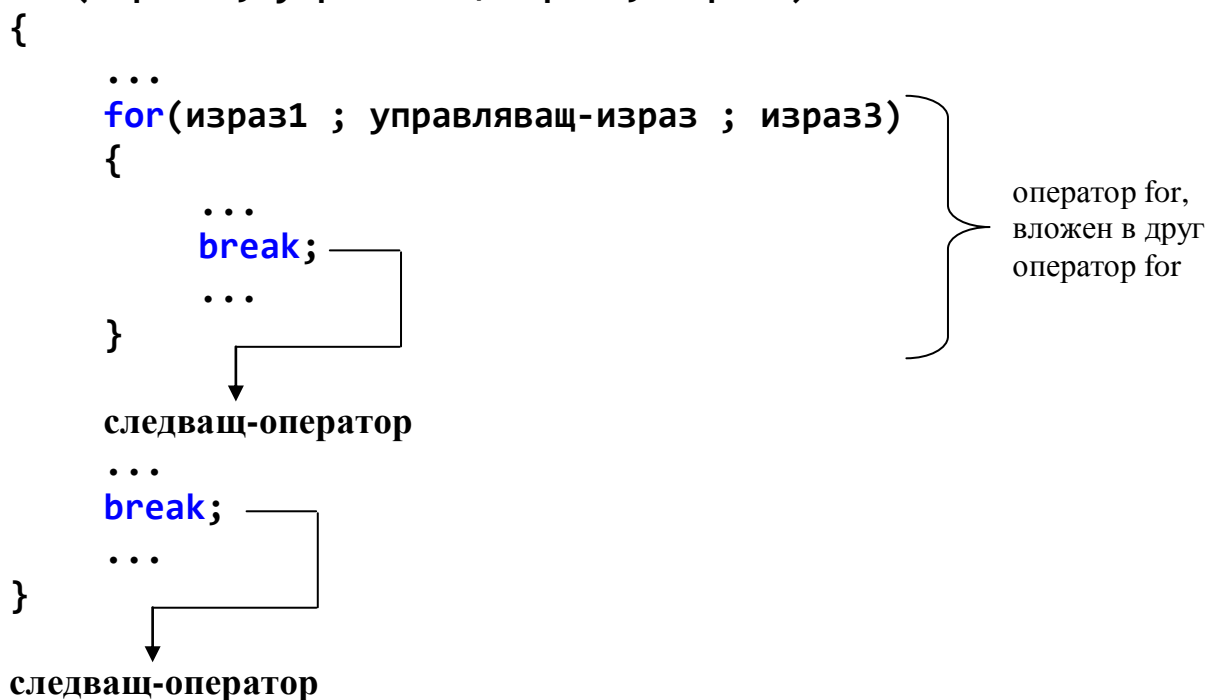 {
...
for(израз1 ; управляващ-израз ; израз3)
{
...
break;
...
}
оператор for,
вложен в друг
оператор for
следващ-оператор
...
break;
...
}
следващ-оператор